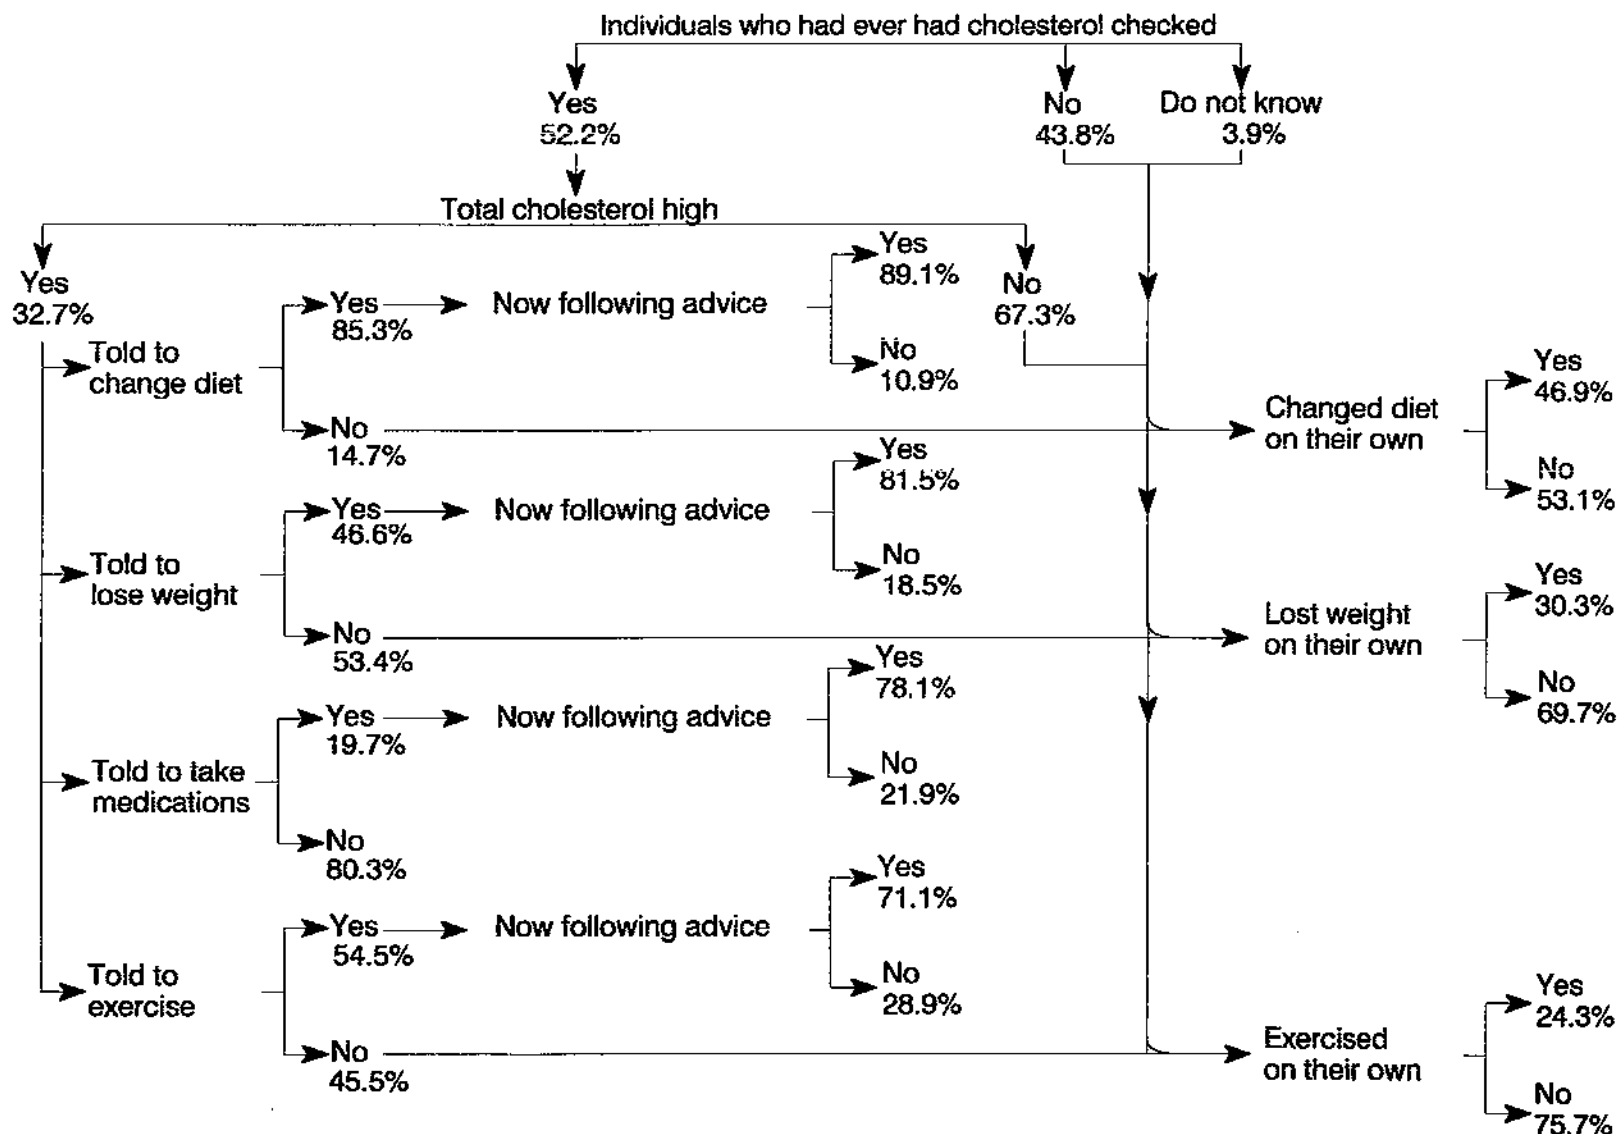 Individuals who had ever had cholesterol checked
Yes
52.2%
No
43.8%
Do not know
3.9%
Total cholesterol high
Yes
32.7%
No
67.3%
Told to
change diet
Yes
85.3%
Now following advice
Yes
89.1%
No
10.9%
No
14.7%
Changed diet
on their own
Yes
46.9%
No
53.1%
Told to
lose weight
Yes
46.6%
Now following advice
Yes
81.5%
No
18.5%
No
53.4%
Lost weight
on their own
Yes
30.3%
No
69.7%
Told to take
medications
Yes
19.7%
Now following advice
Yes
78.1%
No
21.9%
No
80.3%
Told to
exercise
Yes
54.5%
Now following advice
Yes
71.1%
No
28.9%
No
45.5%
Exercised
on their own
Yes
24.3%
No
75.7%